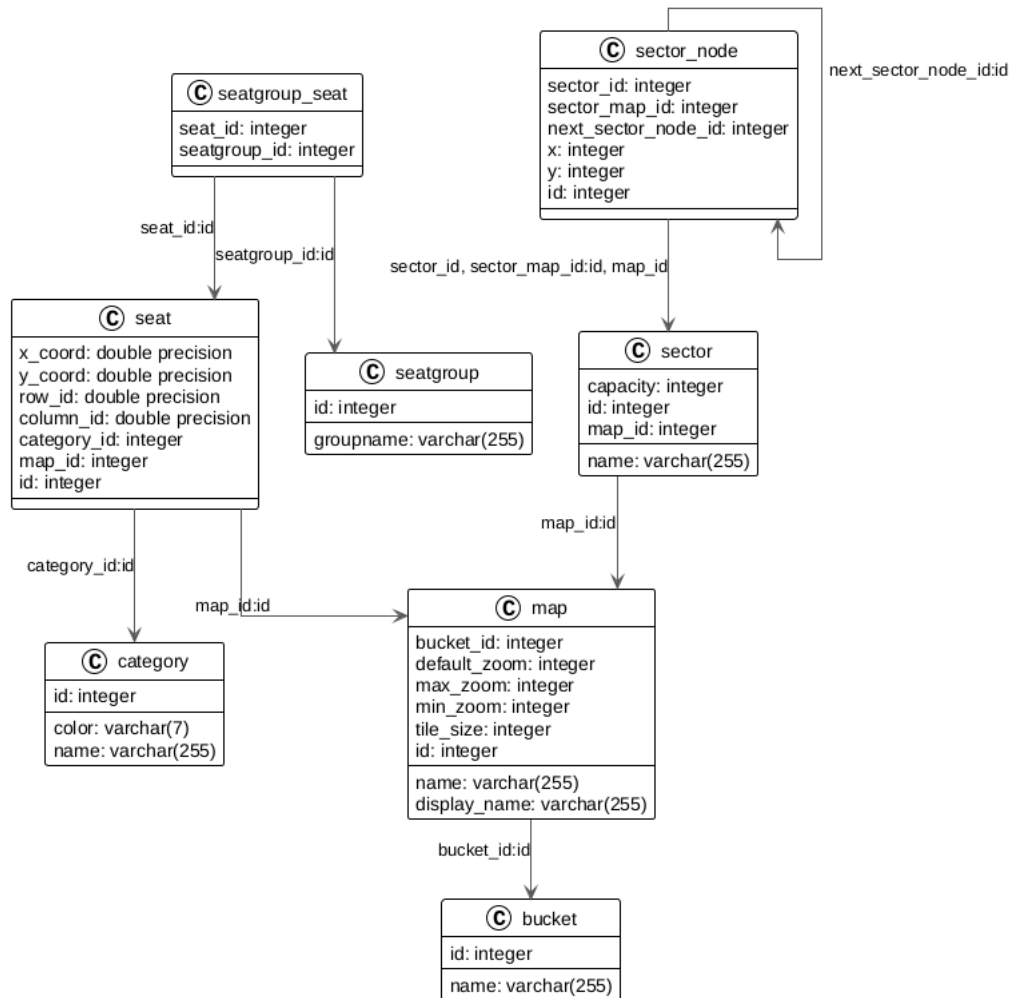 C sector_node
sector_id: integer
sector_map_id: integer
next_sector_node_id: integer
x: integer
y: integer
id: integer
next_sector_node_id:id
C seatgroup_seat
seat_id: integer
seatgroup_id: integer
seat_id:id
seatgroup_id:id
sector_id, sector_map_id:id, map_id
C seat
x_coord: double precision
y_coord: double precision
row_id: double precision
column_id: double precision
category_id: integer
map_id: integer
id: integer
C seatgroup
id: integer
groupname: varchar(255)
C sector
capacity: integer
id: integer
map_id: integer
name: varchar(255)
category_id:id
map_id:id
map_id:id
C category
id: integer
color: varchar(7)
name: varchar(255)
C map
bucket_id: integer
default_zoom: integer
max_zoom: integer
min_zoom: integer
tile_size: integer
id: integer
name: varchar(255)
display_name: varchar(255)
bucket_id:id
C bucket
id: integer
name: varchar(255)